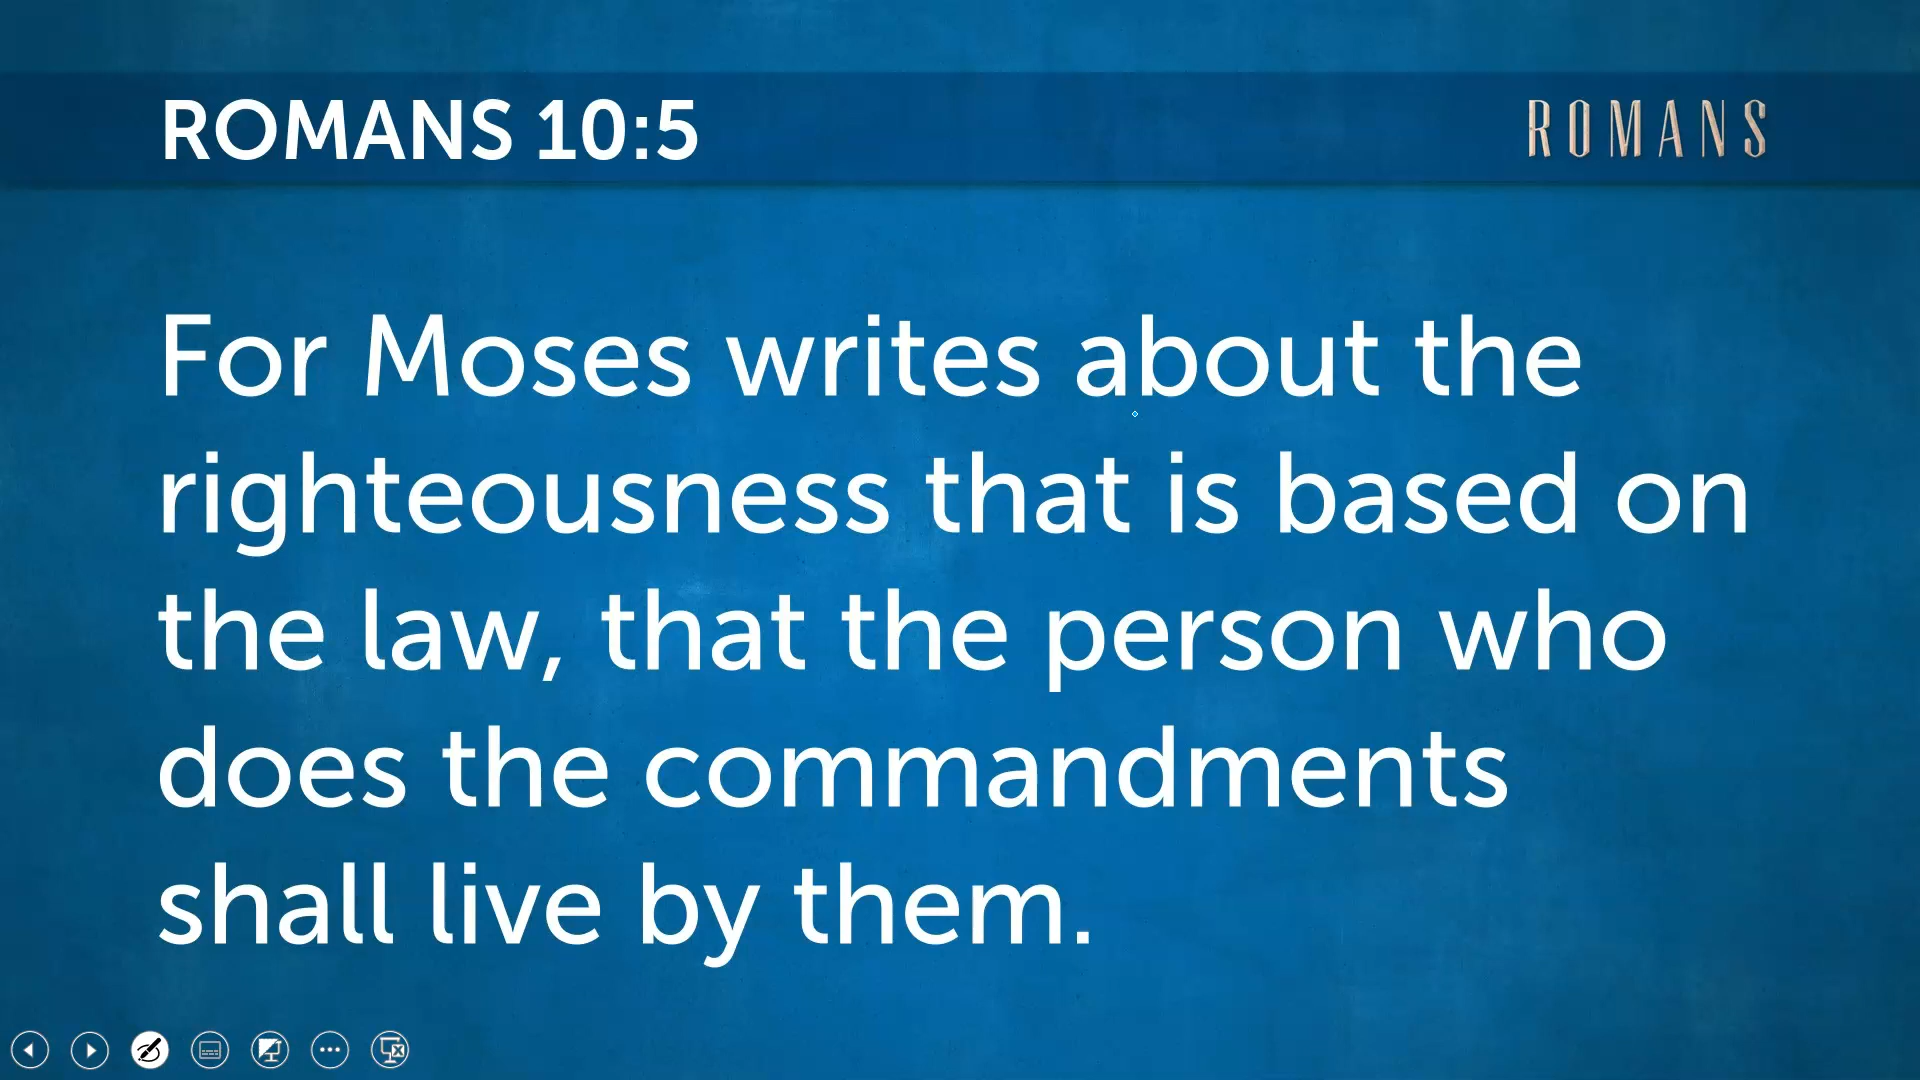 ROMANS 10:5
ROMANS
For Moses writes about the
righteousness that is based on
the law, that the person who
does the commandments
shall live by them.